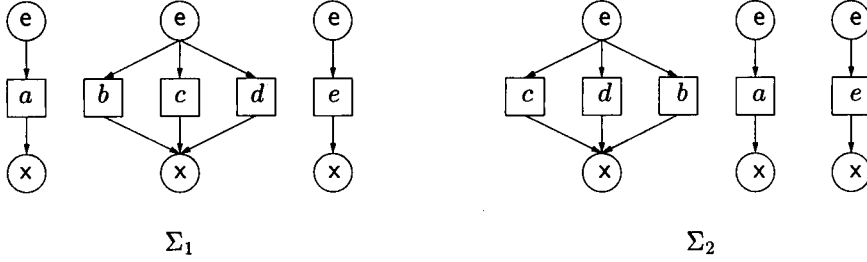 e e e e e e
a b c d e c d b a e
x x x x x x
Σ₁ Σ₂